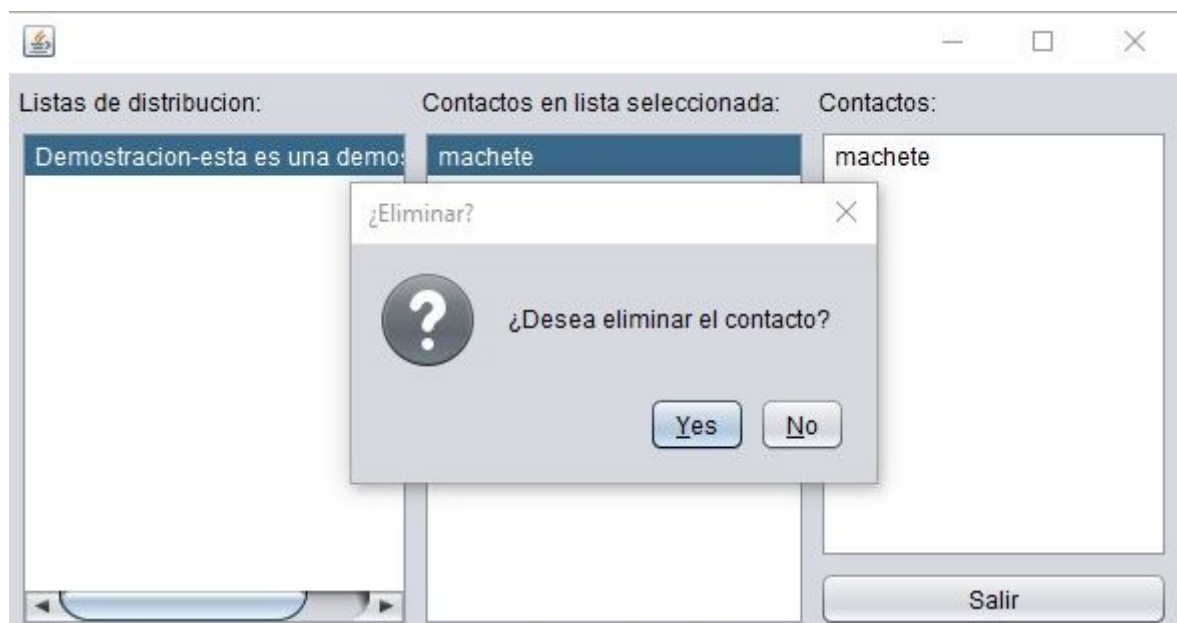 Listas de distribucion:
Contactos en lista seleccionada:
Contactos:
Demostracion-esta es una
machete
machete
¿Eliminar?
¿Desea eliminar el contacto?
Yes
No
Salir